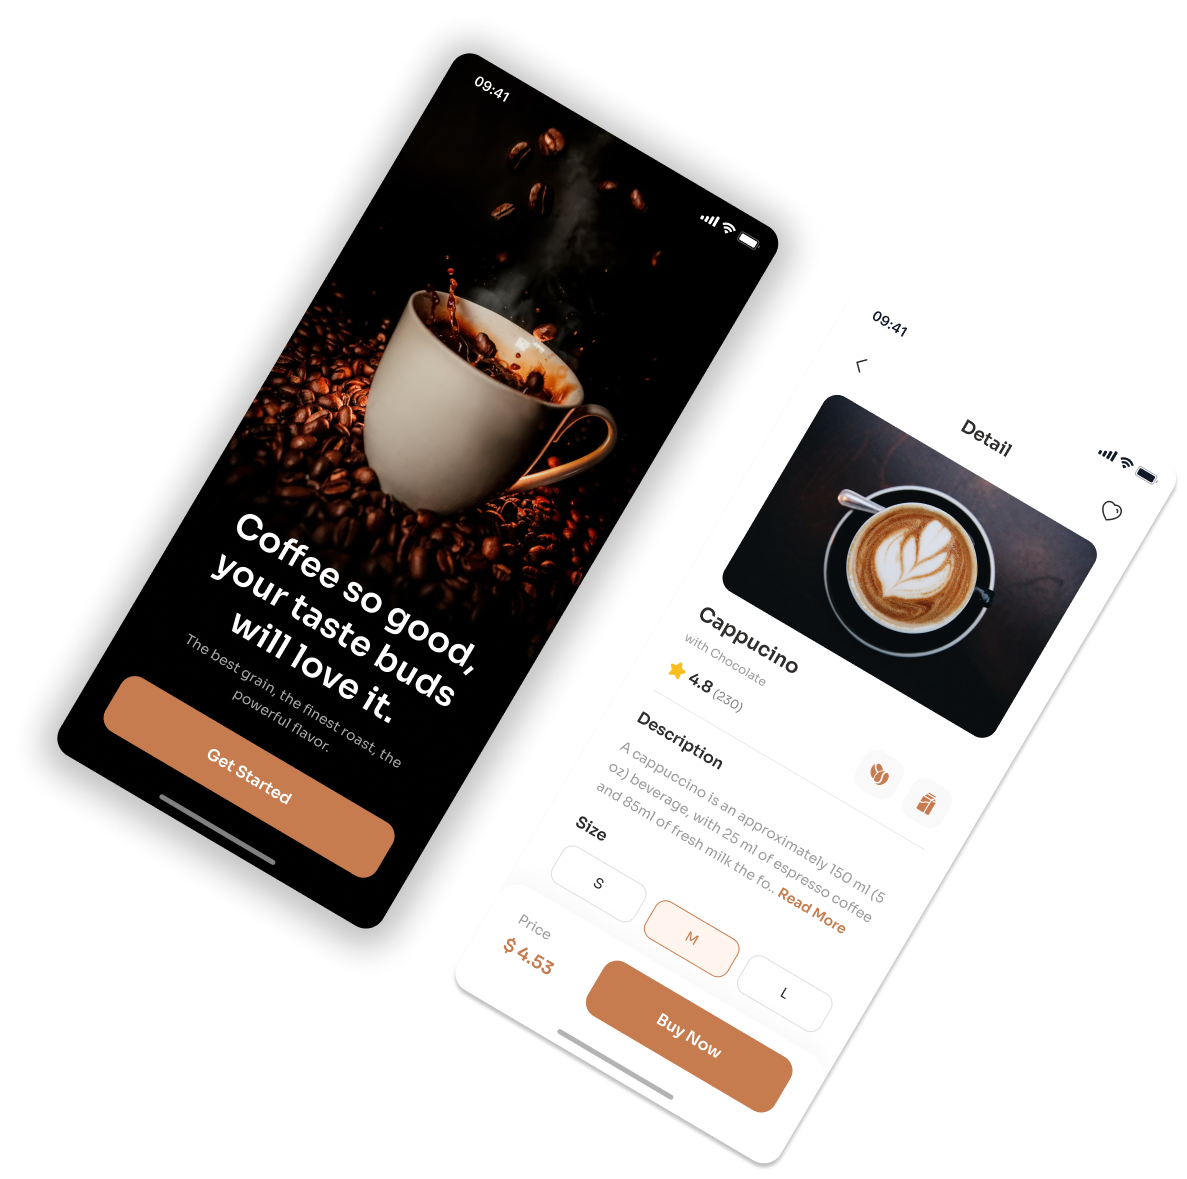 09:41
Coffee so good,
your taste buds
will love it.
The best grain, the finest roast, the
powerful flavor.
Get Started
09:41
Detail
Cappucino
with Chocolate
4.8 (230)
Description
A cappuccino is an approximately 150 ml (5
oz) beverage, with 25 ml of espresso coffee
and 85ml of fresh milk the fo.. Read More
Size
S
M
L
Price
$ 4.53
Buy Now